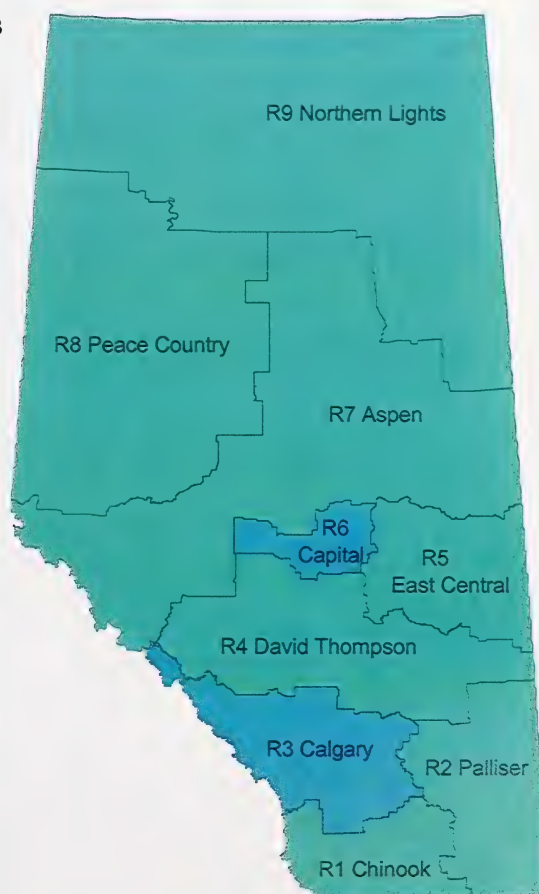 R9 Northern Lights
R8 Peace Country
R7 Aspen
R6
Capital
R5
East Central
R4 David Thompson
R3 Calgary
R2 Palliser
R1 Chinook